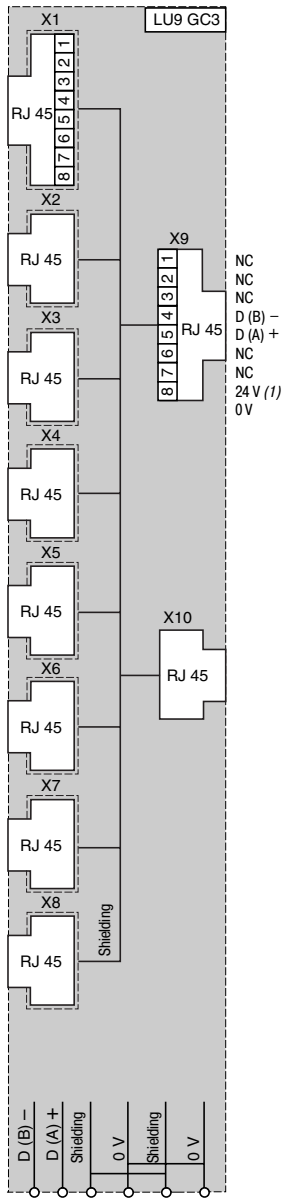 LU9 GC3
X1
1
2
3
4
5
6
7
8
RJ 45
X2
RJ 45
X3
RJ 45
X4
RJ 45
X5
RJ 45
X6
RJ 45
X7
RJ 45
X8
RJ 45
Shielding
X9
1
2
3
4
5
6
7
8
RJ 45
NC
NC
NC
D (B) −
D (A) +
NC
NC
24 V (1)
0 V
X10
RJ 45
D (B) −
D (A) +
Shielding
0 V
Shielding
0 V